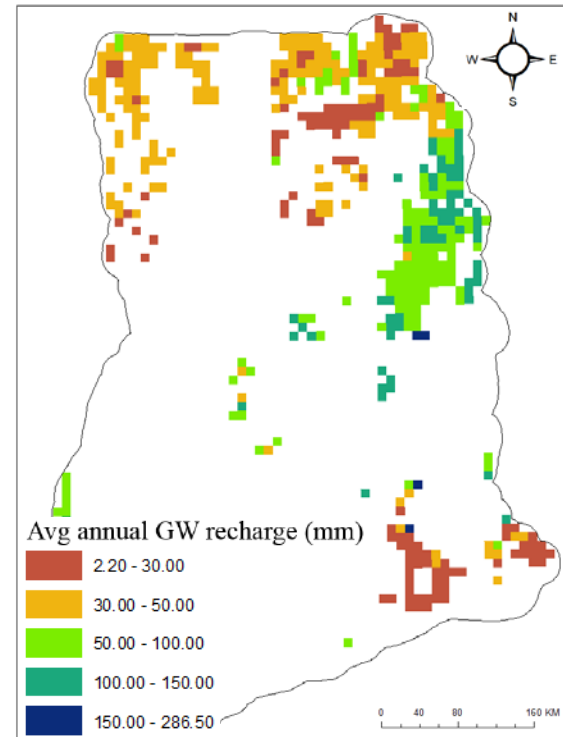 N
W E
S
Avg annual GW recharge (mm)
2.20 - 30.00
30.00 - 50.00
50.00 - 100.00
100.00 - 150.00
150.00 - 286.50
0 40 80 160 KM